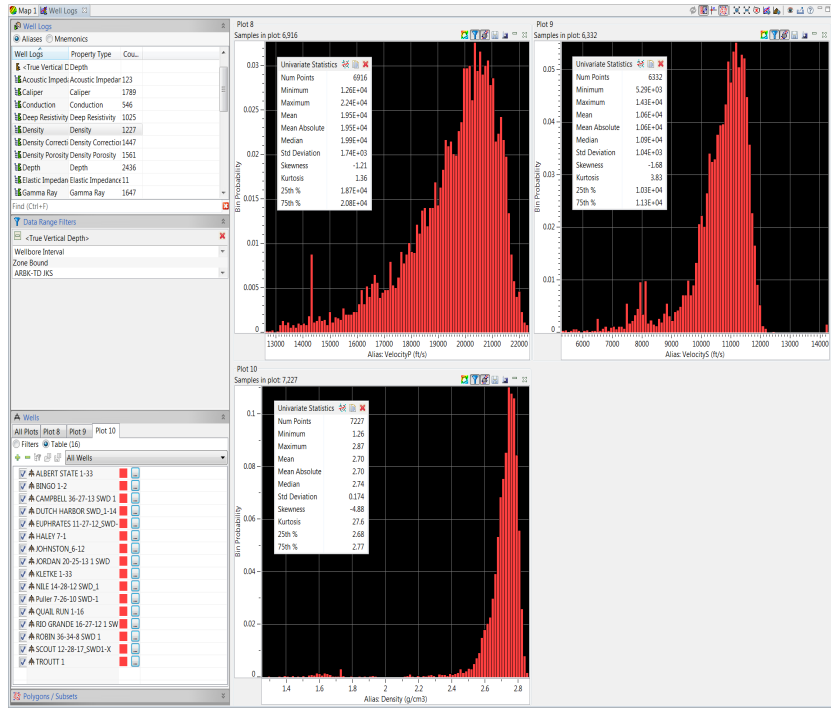 Map 1 Well Logs
Well Logs
Aliases Mnemonics
Well Logs Property Type Cou...
<True Vertical D Depth
Acoustic Imped Acoustic Impedar 123
Caliper Caliper 1789
Conduction Conduction 546
Deep Resistivity Deep Resistivity 1025
Density Density 1227
Density Correcti Density Correction 1447
Density Porosity Density Porosity 1561
Depth Depth 2436
Elastic Impedan Elastic Impedance 11
Gamma Ray Gamma Ray 1647
Find (Ctrl+F)
Data Range Filters
<True Vertical Depth>
Wellbore Interval
Zone Bound
ARBK-TD JKS
Wells
All Plots Plot 8 Plot 9 Plot 10
Filters Table (16)
All Wells
ALBERT STATE 1-33
BINGO 1-2
CAMPBELL 36-27-13 SWD 1
DUTCH HARBOR SWD_1-14
EUPHRATES 11-27-12_SWD-
HALEY 7-1
JOHNSTON_6-12
JORDAN 20-25-13 1 SWD
KLETKE 1-33
NILE 14-28-12 SWD_1
Puller 7-26-10 SWD-1
QUAIL RUN 1-16
RIO GRANDE 16-27-12 1 SW
ROBIN 36-34-8 SWD 1
SCOUT 12-28-17_SWD1-X
TROUTT 1
Polygons / Subsets
Plot 8
Samples in plot: 6,916
Univariate Statistics
Num Points 6916
Minimum 1.26E+04
Maximum 2.24E+04
Mean 1.95E+04
Mean Absolute 1.95E+04
Median 1.99E+04
Std Deviation 1.74E+03
Skewness -1.21
Kurtosis 1.36
25th % 1.87E+04
75th % 2.08E+04
Bin Probability
0.03
0.025
0.02
0.015
0.01
0.005
0
13000 14000 15000 16000 17000 18000 19000 20000 21000 22000
Alias: VelocityP (ft/s)
Plot 9
Samples in plot: 6,332
Univariate Statistics
Num Points 6332
Minimum 5.29E+03
Maximum 1.43E+04
Mean 1.06E+04
Mean Absolute 1.06E+04
Median 1.09E+04
Std Deviation 1.04E+03
Skewness -1.68
Kurtosis 3.83
25th % 1.03E+04
75th % 1.13E+04
Bin Probability
0.05
0.04
0.03
0.02
0.01
0
6000 7000 8000 9000 10000 11000 12000 13000 14000
Alias: VelocityS (ft/s)
Plot 10
Samples in plot: 7,227
Univariate Statistics
Num Points 7227
Minimum 1.26
Maximum 2.87
Mean 2.70
Mean Absolute 2.70
Median 2.74
Std Deviation 0.174
Skewness -4.88
Kurtosis 27.6
25th % 2.68
75th % 2.77
Bin Probability
0.1
0.08
0.06
0.04
0.02
0
1.4 1.6 1.8 2 2.2 2.4 2.6 2.8
Alias: Density (g/cm3)